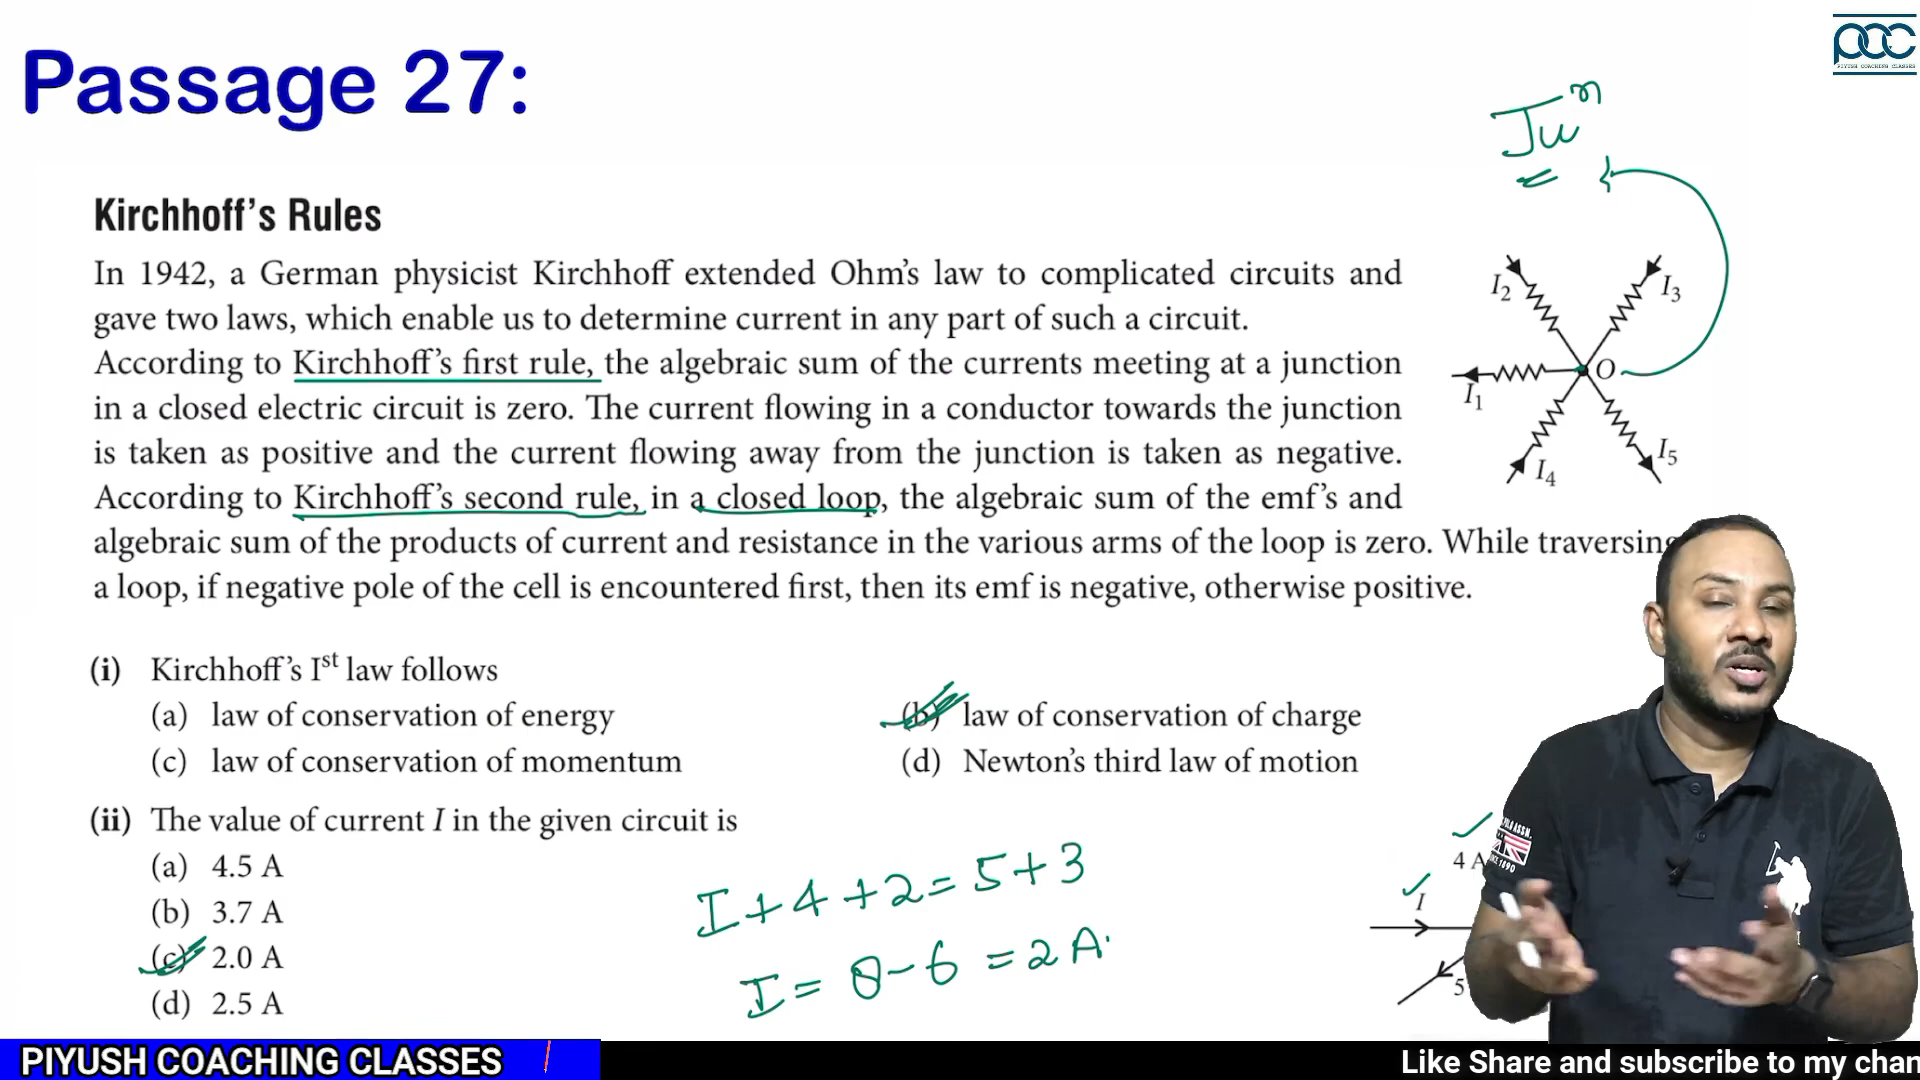 Passage 27:
PCC
PIYUSH COACHING CLASSES
Ju^n
Kirchhoff's Rules
In 1942, a German physicist Kirchhoff extended Ohm's law to complicated circuits and
gave two laws, which enable us to determine current in any part of such a circuit.
According to Kirchhoff's first rule, the algebraic sum of the currents meeting at a junction
in a closed electric circuit is zero. The current flowing in a conductor towards the junction
is taken as positive and the current flowing away from the junction is taken as negative.
According to Kirchhoff's second rule, in a closed loop, the algebraic sum of the emf's and
algebraic sum of the products of current and resistance in the various arms of the loop is zero. While traversing
a loop, if negative pole of the cell is encountered first, then its emf is negative, otherwise positive.
I₂
I₃
O
I₁
I₄
I₅
(i) Kirchhoff's Iˢᵗ law follows
(a) law of conservation of energy
(b) law of conservation of charge
(c) law of conservation of momentum
(d) Newton's third law of motion
(ii) The value of current I in the given circuit is
(a) 4.5 A
(b) 3.7 A
(c) 2.0 A
(d) 2.5 A
I+4+2=5+3
I= 8-6 =2A.
4 A
I
5
PIYUSH COACHING CLASSES
Like Share and subscribe to my chan